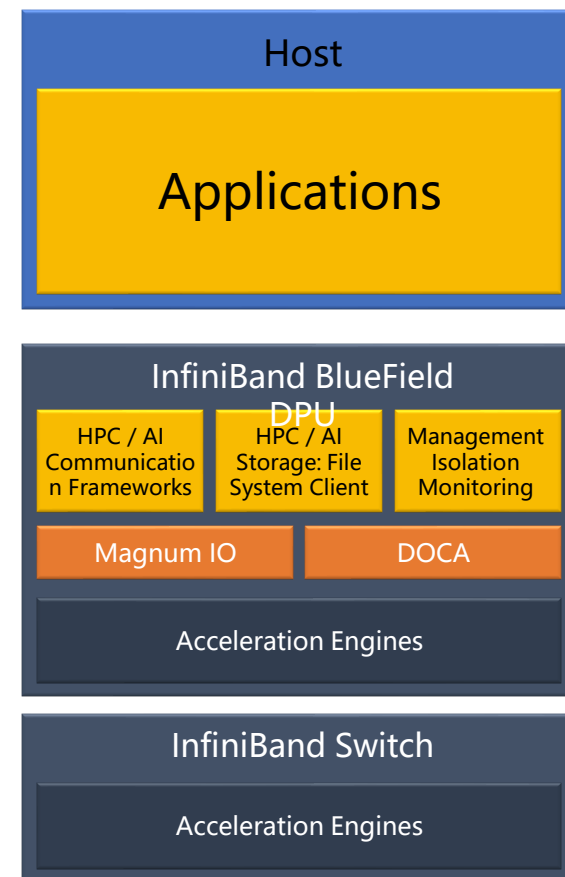 Host
Applications
InfiniBand BlueField
DPU
HPC / AI
Communicatio
n Frameworks
HPC / AI
Storage: File
System Client
Management
Isolation
Monitoring
Magnum IO
DOCA
Acceleration Engines
InfiniBand Switch
Acceleration Engines